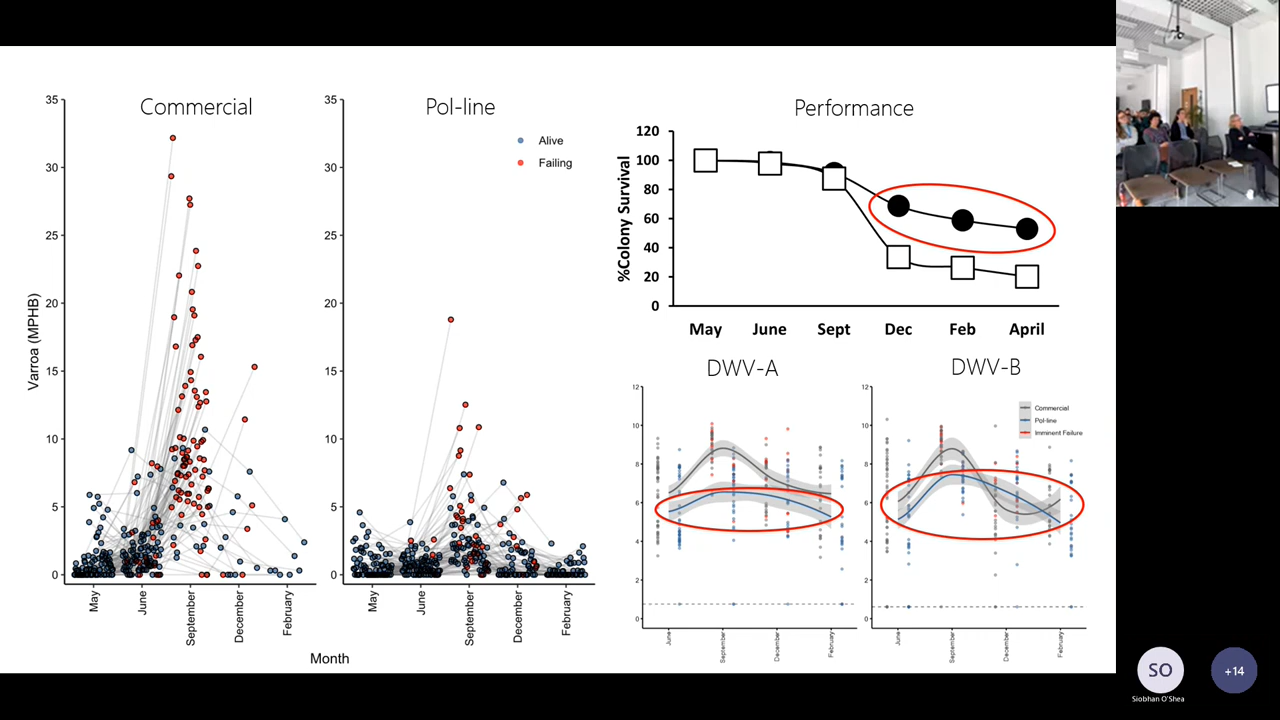 Commercial
Pol-line
Alive
Failing
Varroa (MPHB)
35
30
25
20
15
10
5
0
May
June
September
December
February
35
30
25
20
15
10
5
0
May
June
September
December
February
Month
Performance
%Colony Survival
120
100
80
60
40
20
0
May June Sept Dec Feb April
DWV-A
12
10
8
6
4
2
0
June
September
December
February
DWV-B
12
10
8
6
4
2
0
Commercial
Pol-line
Imminent Failure
June
September
December
February
SO
+14
Siobhan O'Shea